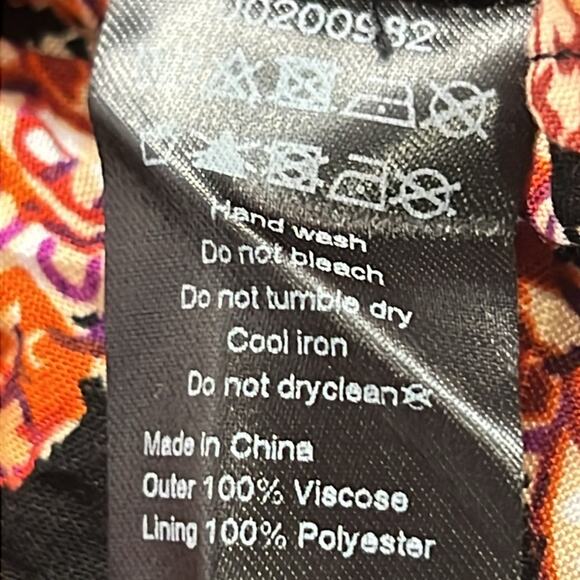 Hand wash
Do not bleach
Do not tumble dry
Cool iron
Do not dryclean
Made in China
Outer 100% Viscose
Lining 100% Polyester